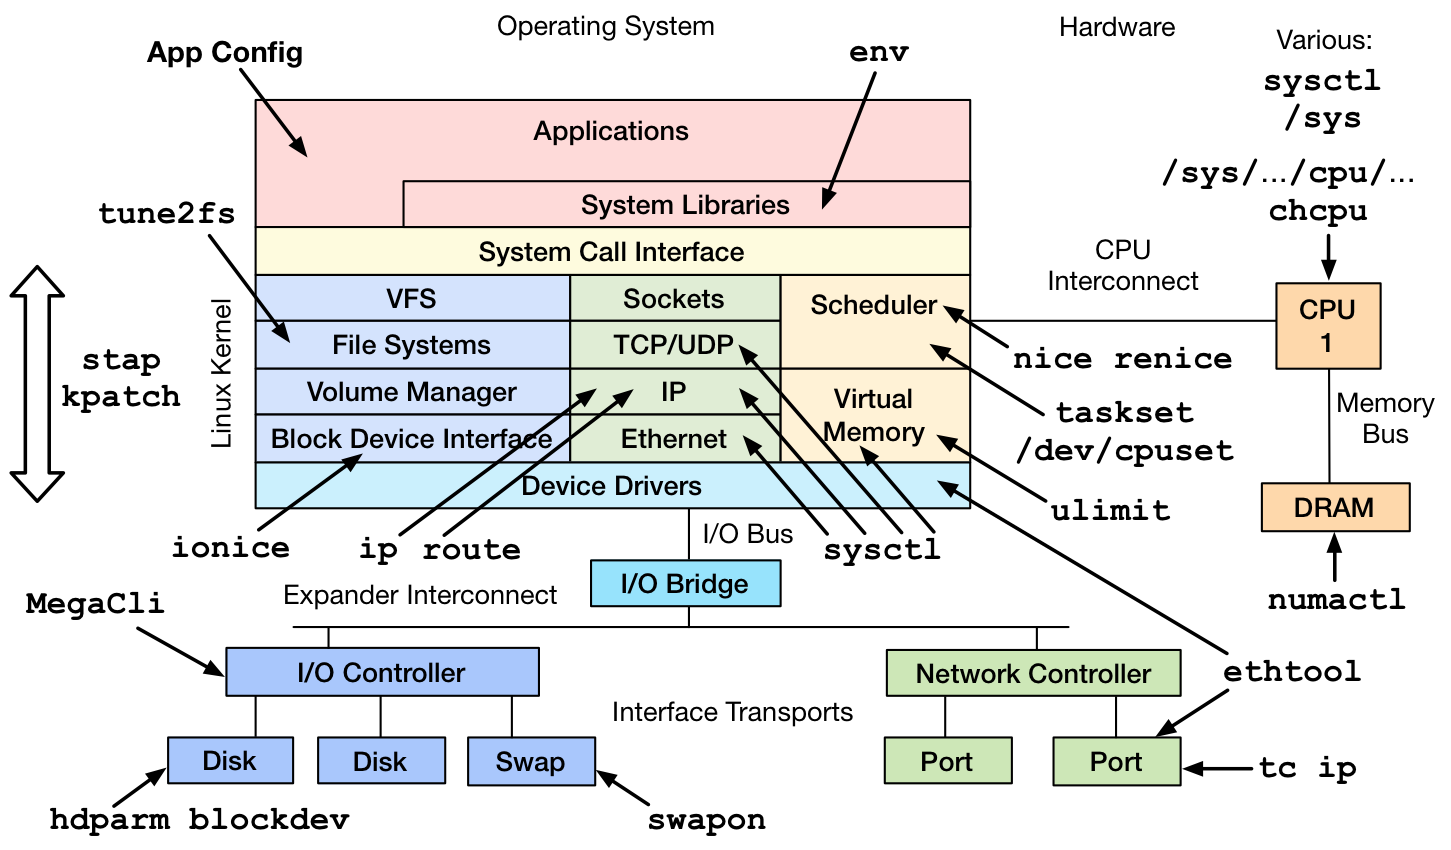 Operating System
Hardware
App Config
env
Various:
sysctl
/sys
Applications
/sys/.../cpu/...
chcpu
System Libraries
tune2fs
System Call Interface
CPU
Interconnect
VFS
Sockets
Scheduler
CPU
1
File Systems
TCP/UDP
nice renice
stap
kpatch
Linux Kernel
Volume Manager
IP
Virtual
Memory
taskset
/dev/cpuset
Memory
Bus
Block Device Interface
Ethernet
Device Drivers
ulimit
DRAM
ionice
ip route
I/O Bus
sysctl
I/O Bridge
Expander Interconnect
numactl
MegaCli
I/O Controller
Network Controller
ethtool
Interface Transports
Disk
Disk
Swap
Port
Port
tc ip
hdparm blockdev
swapon